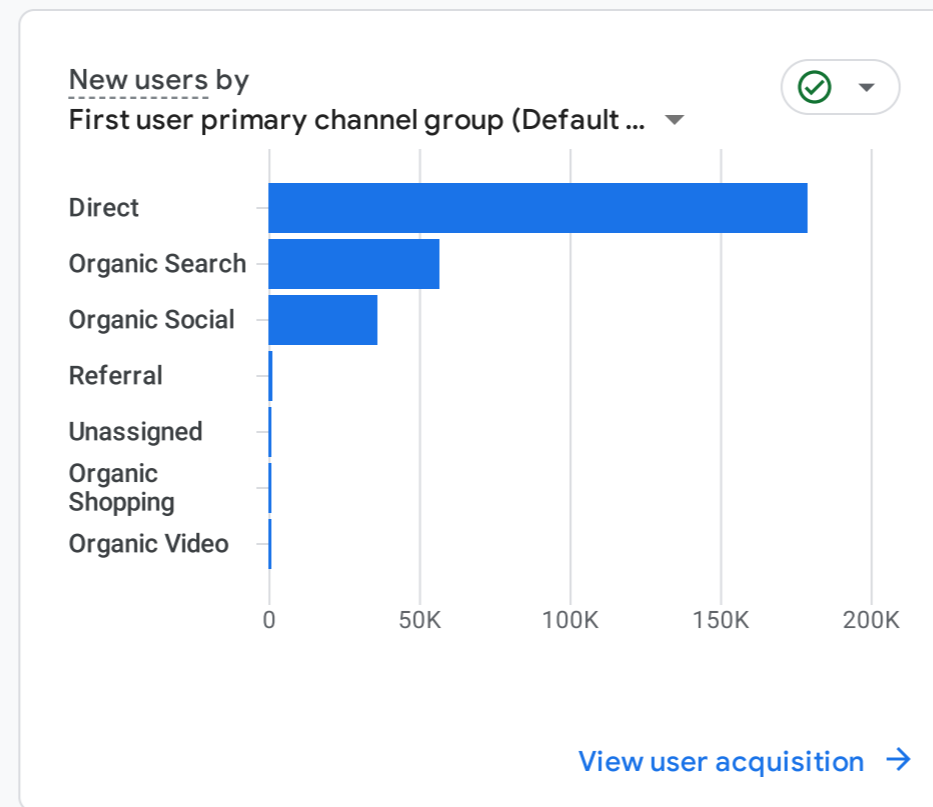 New users by
First user primary channel group (Default ...
Direct
Organic Search
Organic Social
Referral
Unassigned
Organic
Shopping
Organic Video
0 50K 100K 150K 200K
View user acquisition →